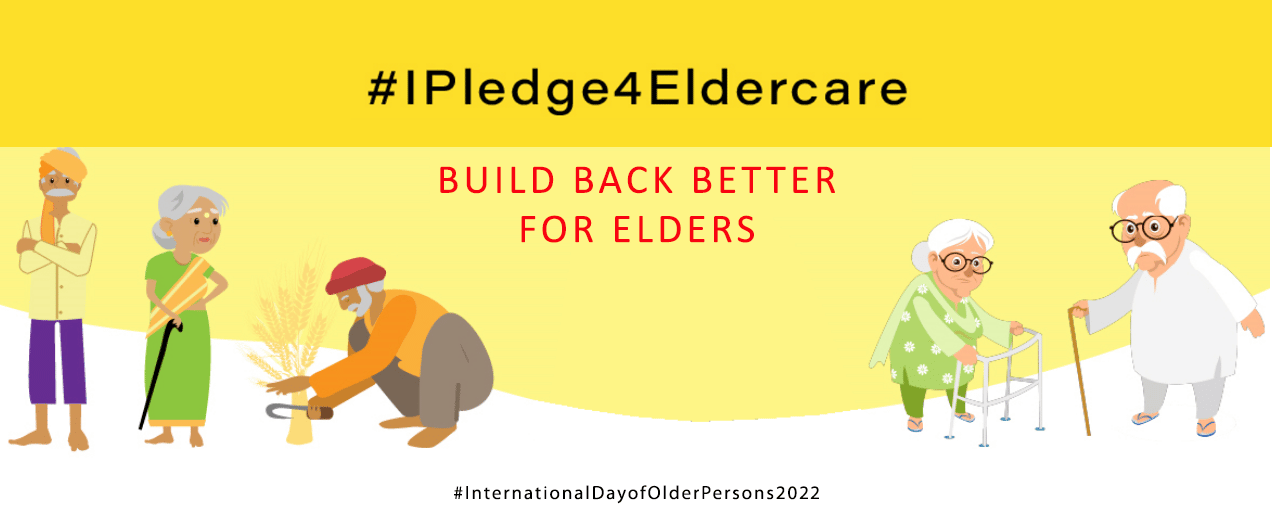 #IPledge4Eldercare
BUILD BACK BETTER
FOR ELDERS
#InternationalDayofOlderPersons2022